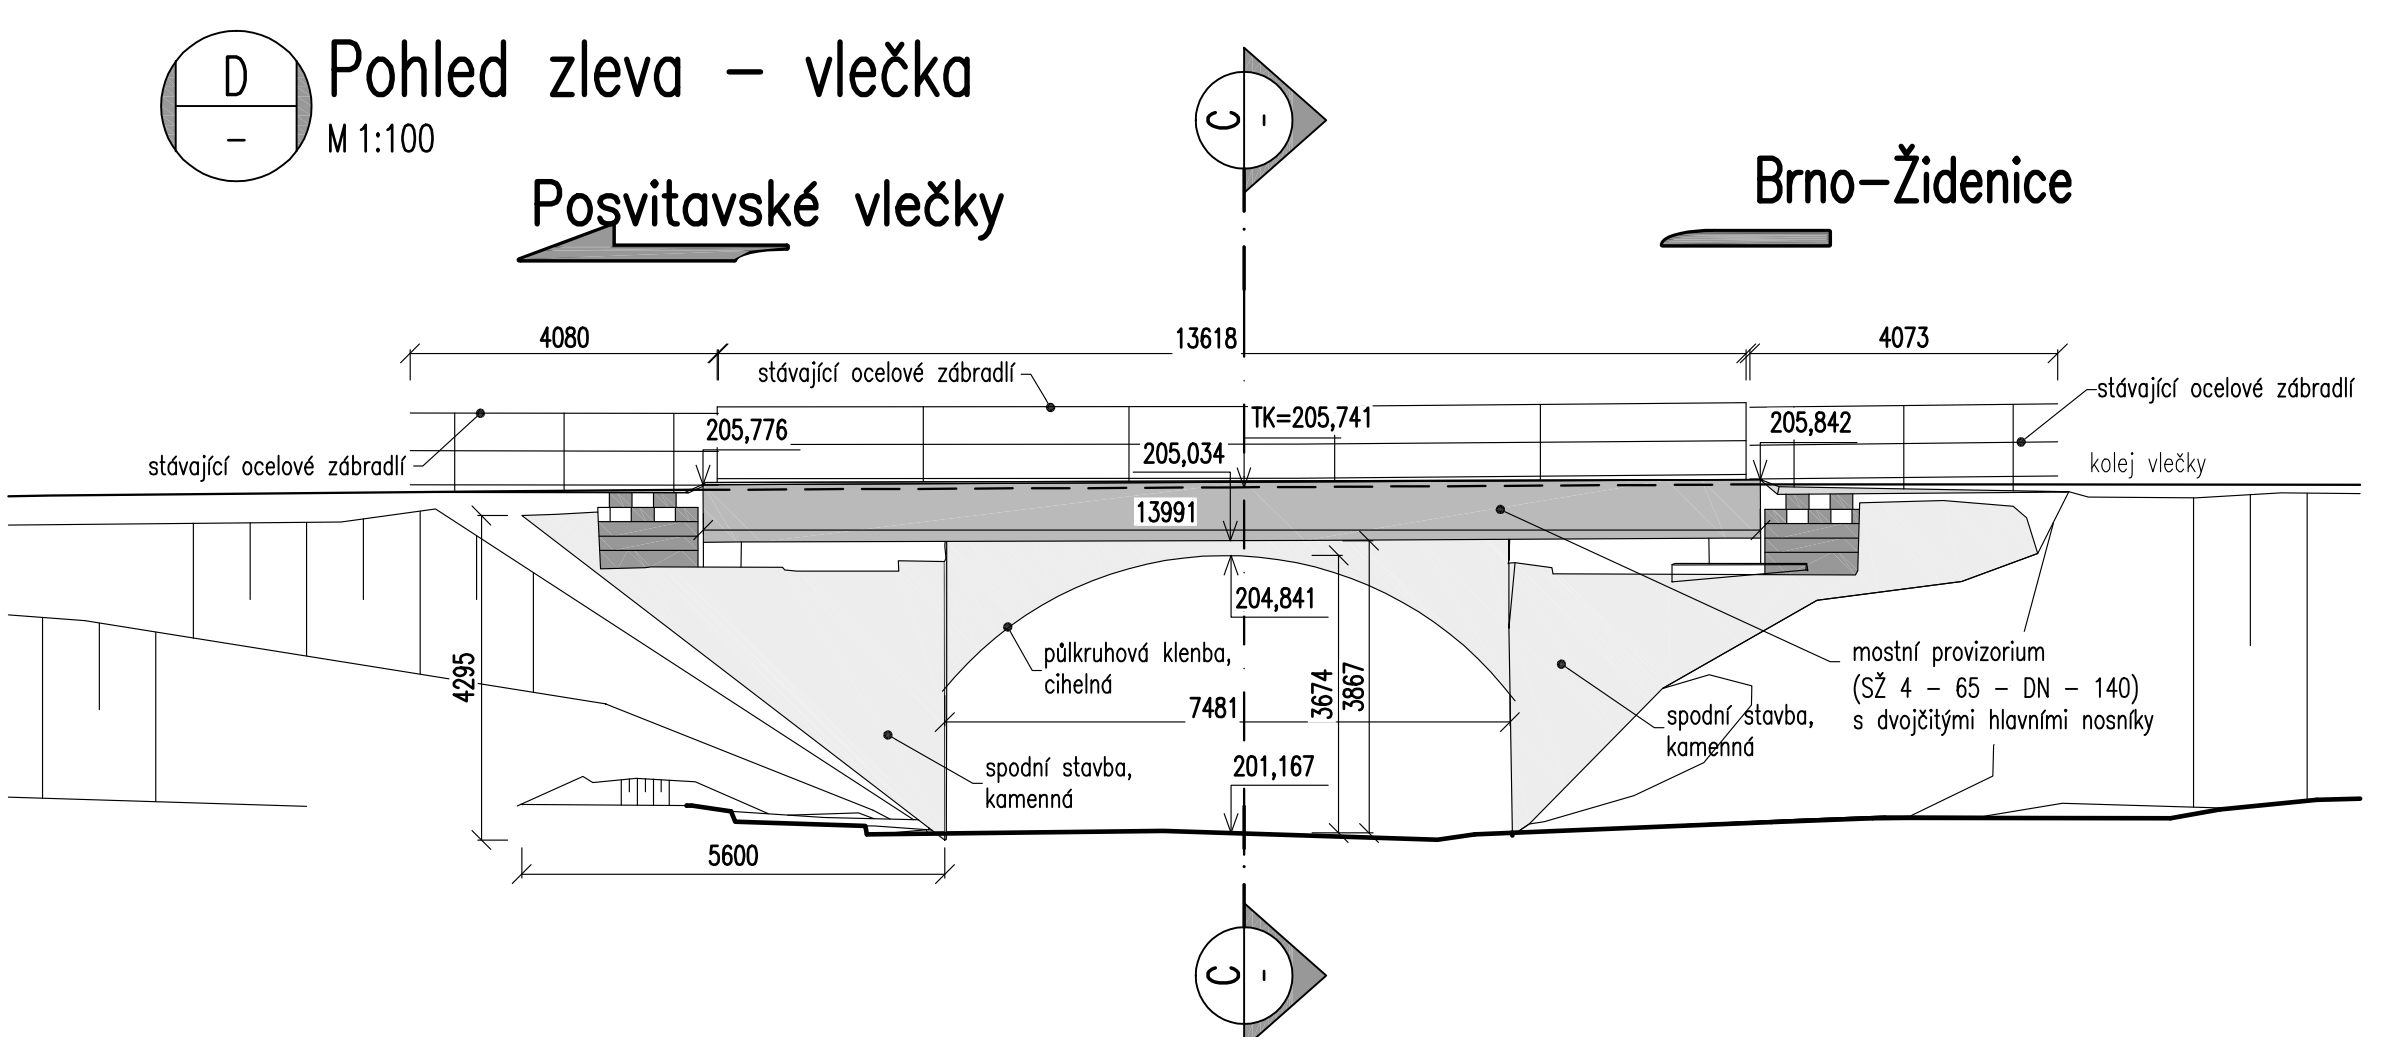 D
–
Pohled zleva – vlečka
M 1:100
C
–
Posvitavské vlečky
Brno–Židenice
4080
13618
4073
stávající ocelové zábradlí
stávající ocelové zábradlí
205,776
TK=205,741
205,842
205,034
stávající ocelové zábradlí
kolej vlečky
13991
204,841
půlkruhová klenba,
cihelná
4295
3674
3867
mostní provizorium
(SŽ 4 – 65 – DN – 140)
s dvojčitými hlavními nosníky
7481
spodní stavba,
kamenná
spodní stavba,
kamenná
201,167
5600
C
–